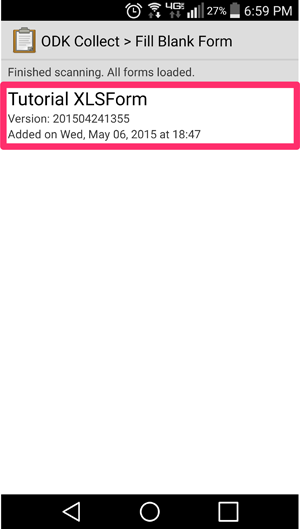 4G 27% 6:59 PM
ODK Collect > Fill Blank Form
Finished scanning. All forms loaded.
Tutorial XLSForm
Version: 201504241355
Added on Wed, May 06, 2015 at 18:47